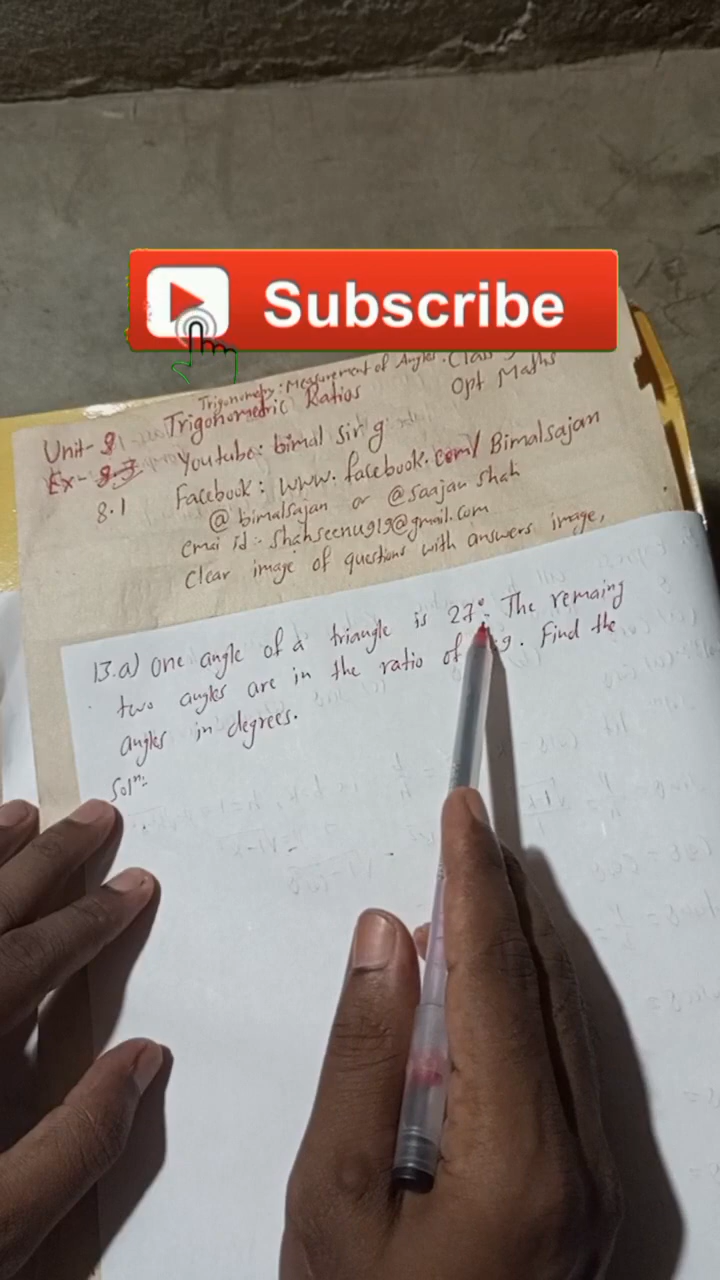 Subscribe
Trigonometry: Measurement of Angles. Class
Unit-8 Trigonometric Ratios Opt Maths
Ex- 8.1
Youtube: bimal sir g
Facebook: www.facebook.com/Bimalsajan
@bimalsajan or @saajan shah
emai id:- shahseenu919@gmail.com
Clear image of questions with answers image,
13.a) One angle of a triangle is 27°. The remaing
two angles are in the ratio of :9. Find the
angles in degrees.
Solⁿ:-